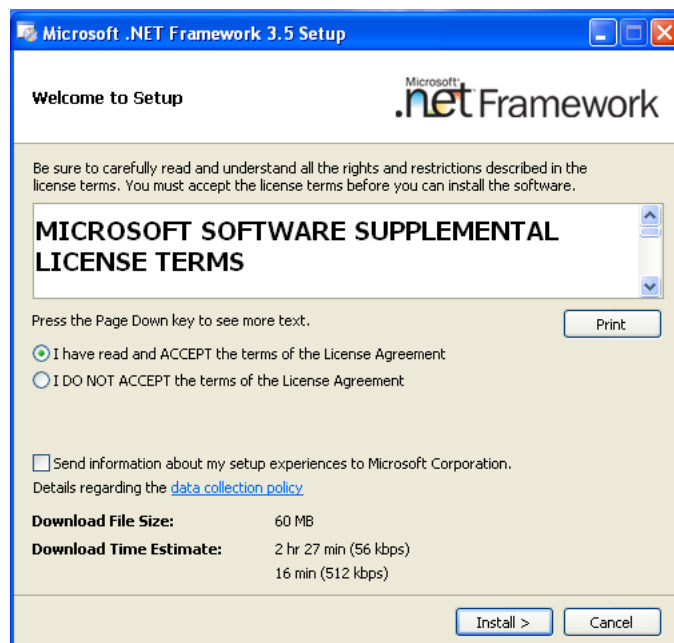 Microsoft .NET Framework 3.5 Setup
Welcome to Setup
Microsoft
.net Framework
Be sure to carefully read and understand all the rights and restrictions described in the
license terms. You must accept the license terms before you can install the software.
MICROSOFT SOFTWARE SUPPLEMENTAL
LICENSE TERMS
Press the Page Down key to see more text.
Print
I have read and ACCEPT the terms of the License Agreement
I DO NOT ACCEPT the terms of the License Agreement
Send information about my setup experiences to Microsoft Corporation.
Details regarding the data collection policy
Download File Size: 60 MB
Download Time Estimate: 2 hr 27 min (56 kbps)
16 min (512 kbps)
Install > Cancel